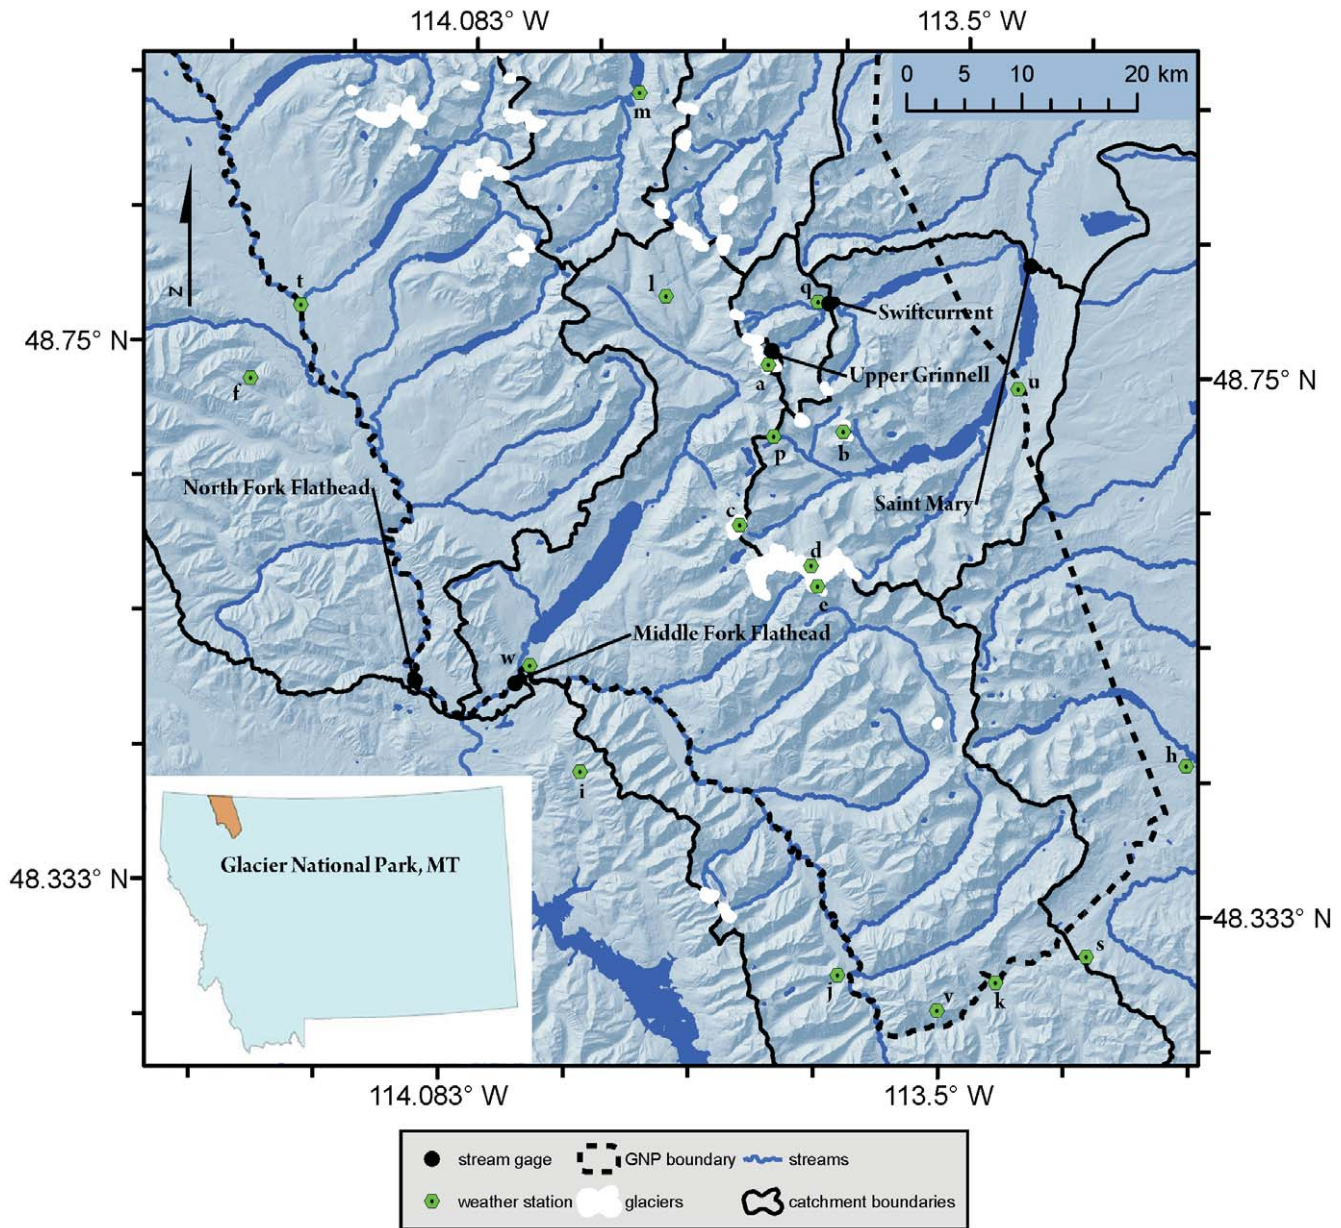 114.083° W
113.5° W
0 5 10 20 km
m
N
t
l
q
Swiftcurrent
48.75° N
a
Upper Grinnell
f
48.75° N
u
p
b
North Fork Flathead
c
Saint Mary
d
e
w
Middle Fork Flathead
h
i
Glacier National Park, MT
48.333° N
48.333° N
s
j
v
k
114.083° W
113.5° W
stream gage
GNP boundary
streams
weather station
glaciers
catchment boundaries